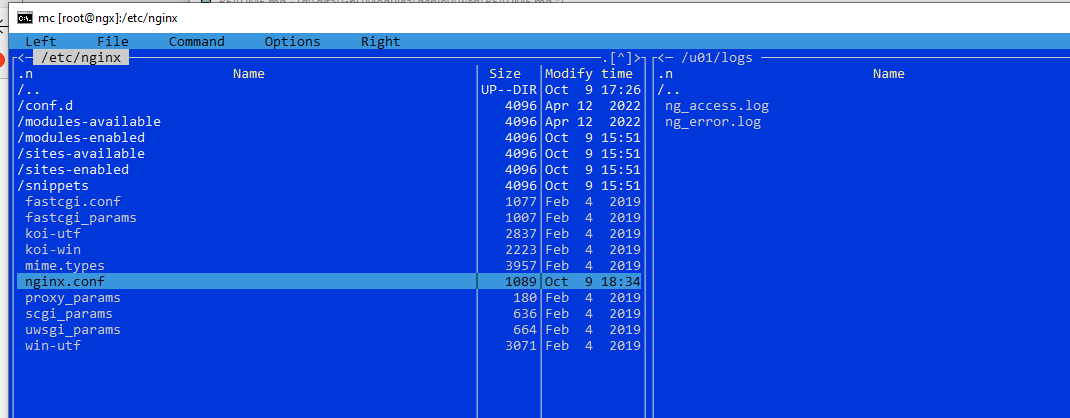 mc [root@ngx]:/etc/nginx
Left File Command Options Right
<─ /etc/nginx .[^]> <─ /u01/logs
.n Name Size Modify time .n Name
/.. UP--DIR Oct 9 17:26 /..
/conf.d 4096 Apr 12 2022 ng_access.log
/modules-available 4096 Apr 12 2022 ng_error.log
/modules-enabled 4096 Oct 9 15:51
/sites-available 4096 Oct 9 15:51
/sites-enabled 4096 Oct 9 15:51
/snippets 4096 Oct 9 15:51
fastcgi.conf 1077 Feb 4 2019
fastcgi_params 1007 Feb 4 2019
koi-utf 2837 Feb 4 2019
koi-win 2223 Feb 4 2019
mime.types 3957 Feb 4 2019
nginx.conf 1089 Oct 9 18:34
proxy_params 180 Feb 4 2019
scgi_params 636 Feb 4 2019
uwsgi_params 664 Feb 4 2019
win-utf 3071 Feb 4 2019